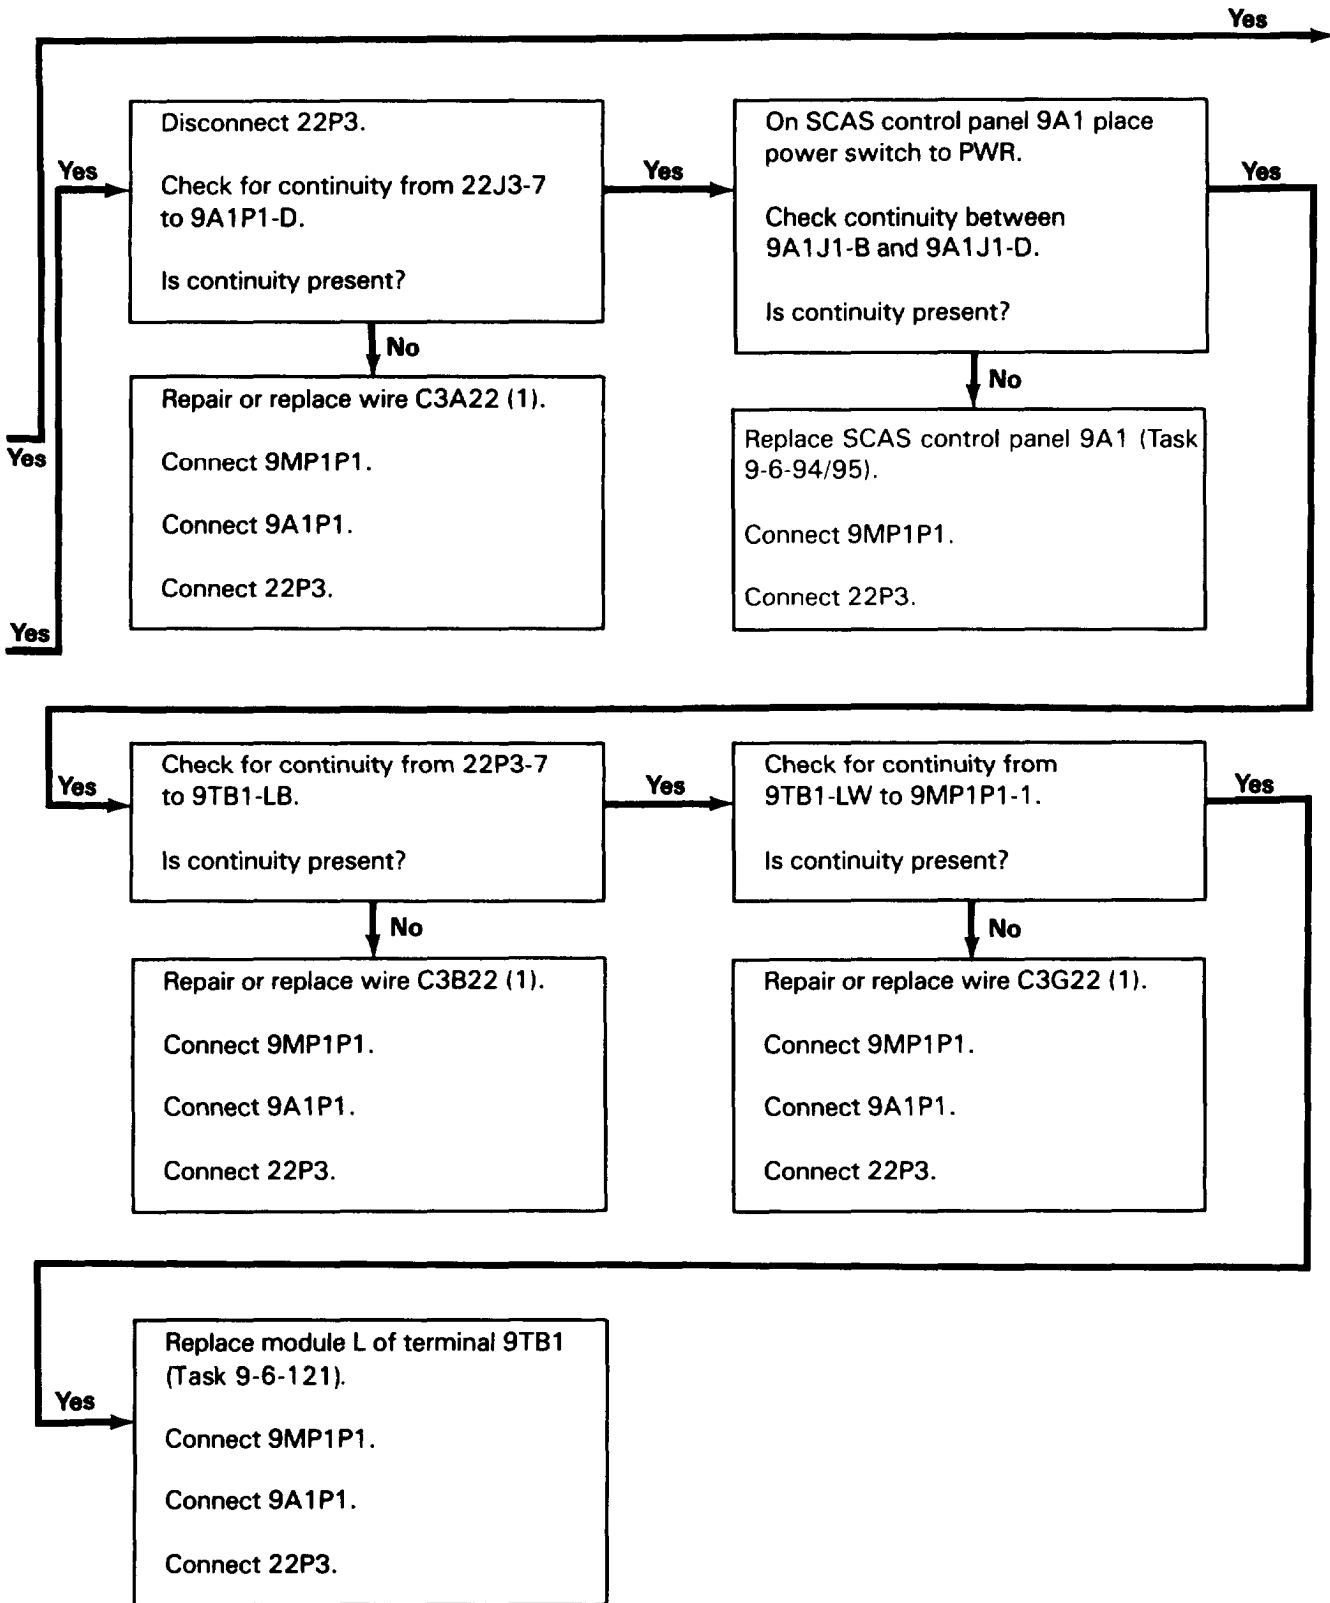 Yes
Disconnect 22P3.
Check for continuity from 22J3-7
to 9A1P1-D.
Is continuity present?
Yes
Yes
On SCAS control panel 9A1 place
power switch to PWR.
Check continuity between
9A1J1-B and 9A1J1-D.
Is continuity present?
Yes
No
Repair or replace wire C3A22 (1).
Connect 9MP1P1.
Connect 9A1P1.
Connect 22P3.
No
Replace SCAS control panel 9A1 (Task
9-6-94/95).
Connect 9MP1P1.
Connect 22P3.
Yes
Yes
Yes
Check for continuity from 22P3-7
to 9TB1-LB.
Is continuity present?
Yes
Check for continuity from
9TB1-LW to 9MP1P1-1.
Is continuity present?
Yes
No
Repair or replace wire C3B22 (1).
Connect 9MP1P1.
Connect 9A1P1.
Connect 22P3.
No
Repair or replace wire C3G22 (1).
Connect 9MP1P1.
Connect 9A1P1.
Connect 22P3.
Yes
Replace module L of terminal 9TB1
(Task 9-6-121).
Connect 9MP1P1.
Connect 9A1P1.
Connect 22P3.